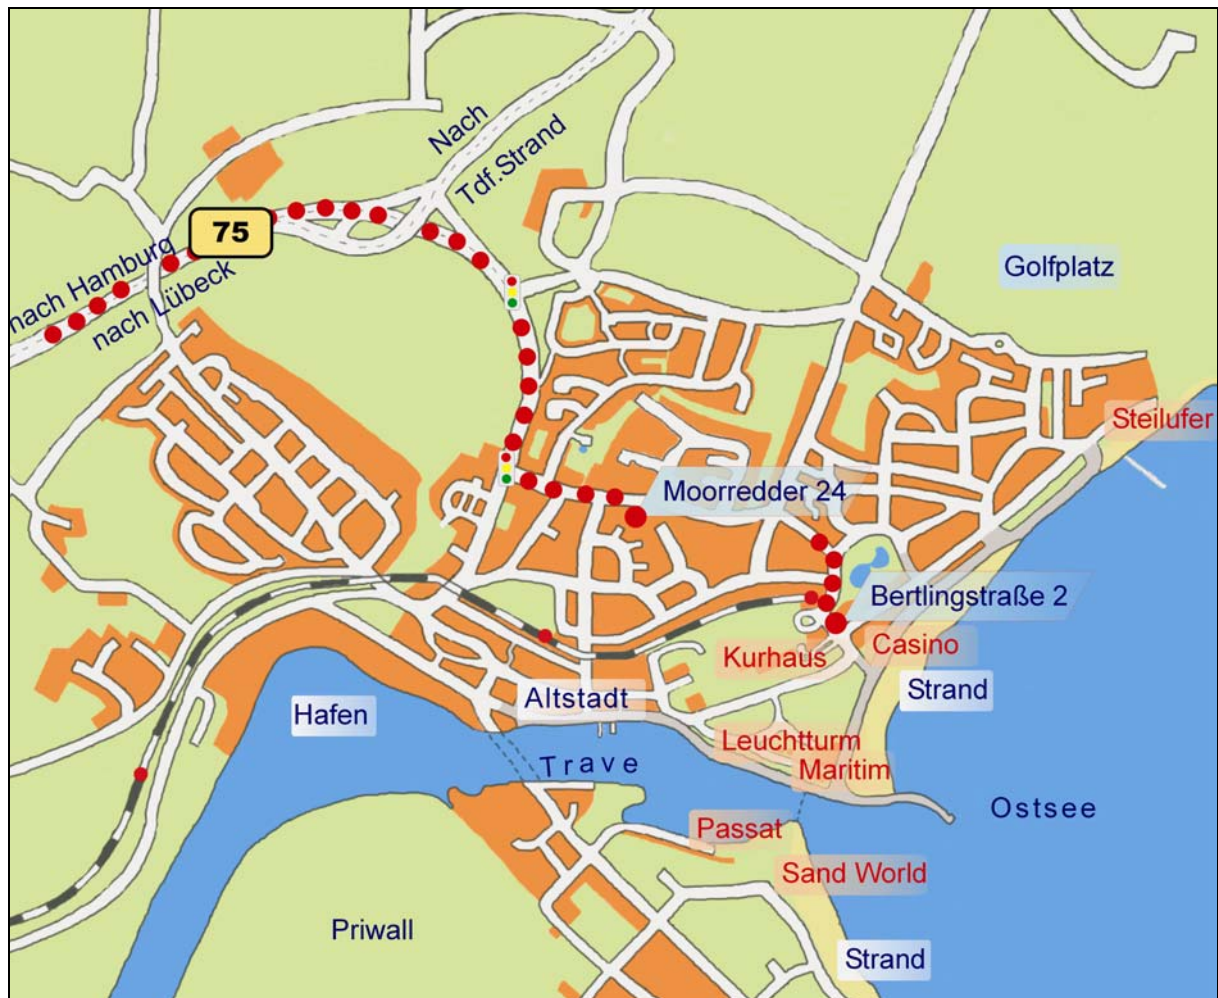 Nach
Tdf.Strand
75
nach Hamburg
nach Lübeck
Golfplatz
Steilufer
Moorredder 24
Bertlingstraße 2
Kurhaus
Casino
Strand
Altstadt
Hafen
Leuchtturm
Trave
Maritim
Ostsee
Passat
Sand World
Priwall
Strand